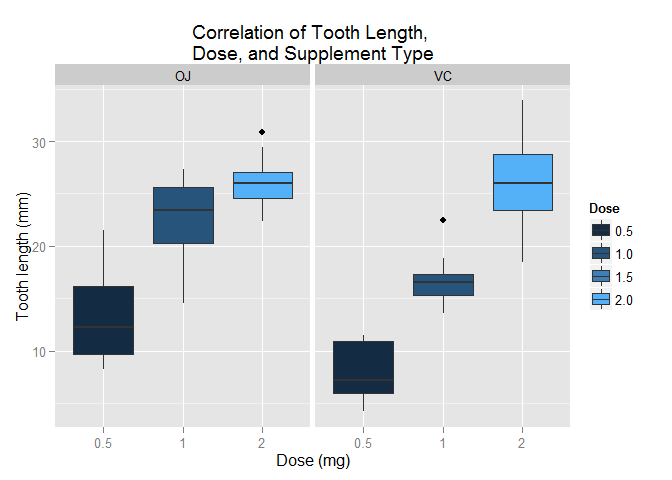 Correlation of Tooth Length,
Dose, and Supplement Type
OJ
VC
Tooth length (mm)
30
20
10
0.5
1
2
0.5
1
2
Dose (mg)
Dose
0.5
1.0
1.5
2.0